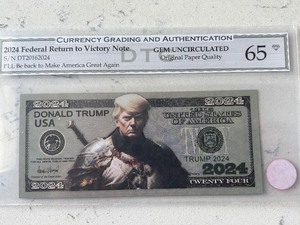 CURRENCY GRADING AND AUTHENTICATION
2024 Federal Return to Victory Note
GEM UNCIRCULATED
65
S/N DT20162024
DTG
Original Paper Quality
I'LL Be back to Make America Great Again
2024
2024
DONALD TRUMP
THE UNITED STATES
USA
OF AMERICA
TRUMP 2024
2024
2024
TWENTY FOUR